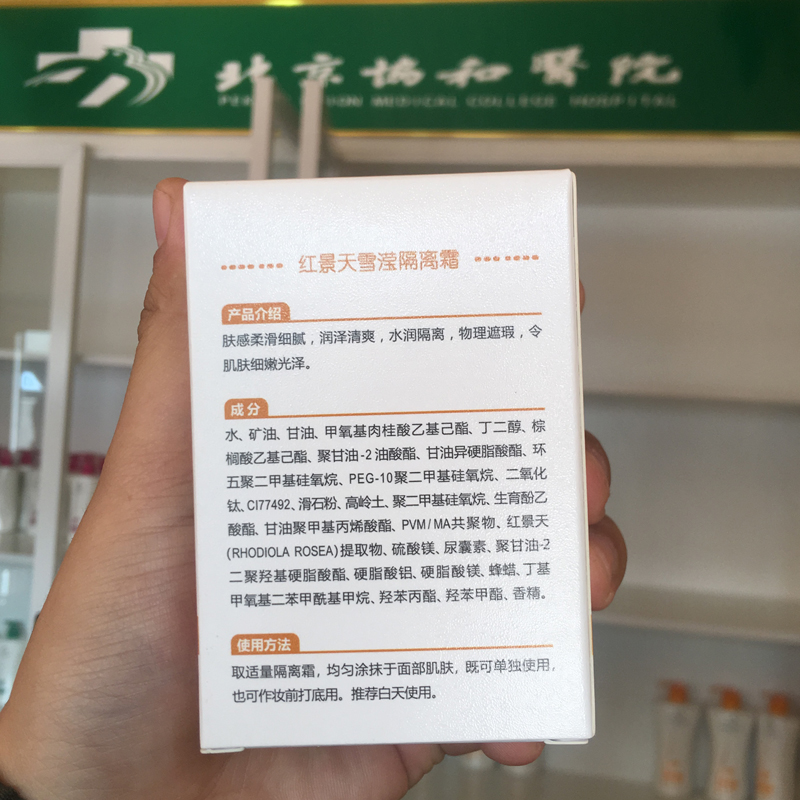 北京协和醫院
MEDICAL COLLEGE HOSPITAL
红景天雪滢隔离霜
产品介绍
肤感柔滑细腻，润泽清爽，水润隔离，物理遮瑕，令
肌肤细嫩光泽。
成分
水、矿油、甘油、甲氧基肉桂酸乙基己酯、丁二醇、棕
榈酸乙基己酯、聚甘油-2油酸酯、甘油异硬脂酸酯、环
五聚二甲基硅氧烷、PEG-10聚二甲基硅氧烷、二氧化
钛、CI77492、滑石粉、高岭土、聚二甲基硅氧烷、生育酚乙
酸酯、甘油聚甲基丙烯酸酯、PVM/MA共聚物、红景天
(RHODIOLA ROSEA)提取物、硫酸镁、尿囊素、聚甘油-2
二聚羟基硬脂酸酯、硬脂酸铝、硬脂酸镁、蜂蜡、丁基
甲氧基二苯甲酰基甲烷、羟苯丙酯、羟苯甲酯、香精。
使用方法
取适量隔离霜，均匀涂抹于面部肌肤，既可单独使用，
也可作妆前打底用。推荐白天使用。